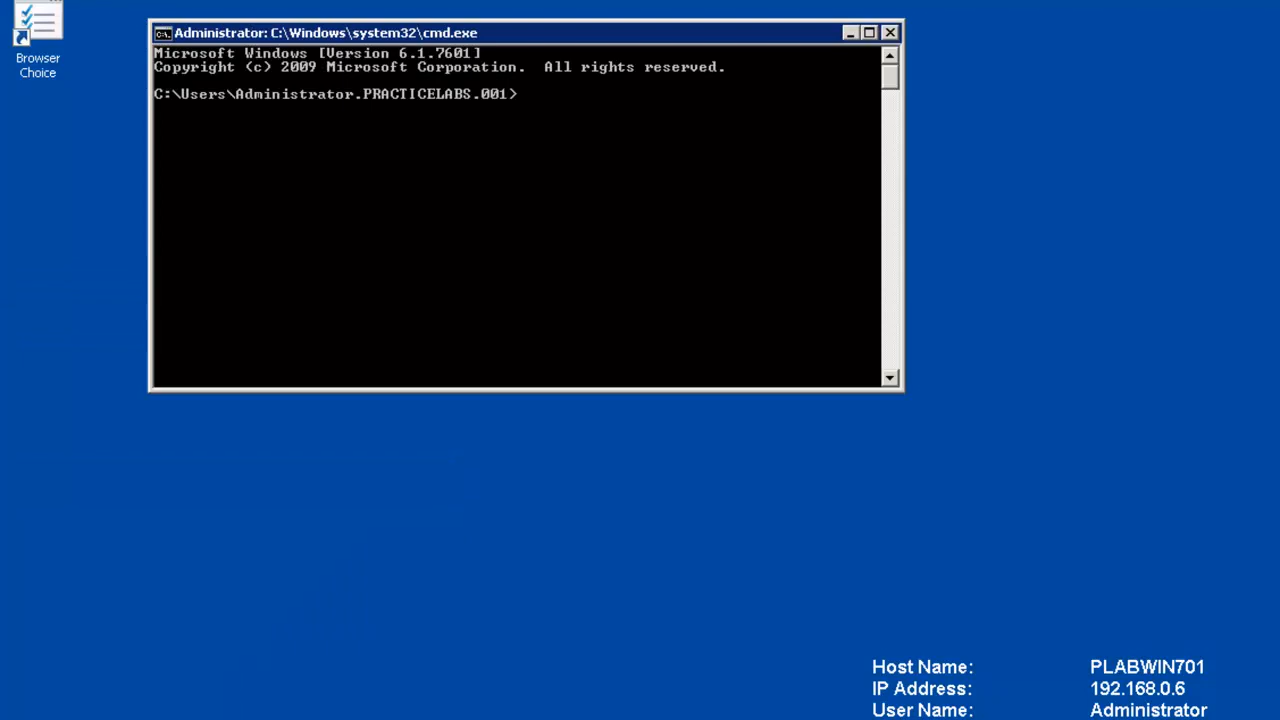 Browser
Choice
Administrator: C:\Windows\system32\cmd.exe
Microsoft Windows [Version 6.1.7601]
Copyright (c) 2009 Microsoft Corporation.  All rights reserved.
C:\Users\Administrator.PRACTICELABS.001>
Host Name: PLABWIN701
IP Address: 192.168.0.6
User Name: Administrator